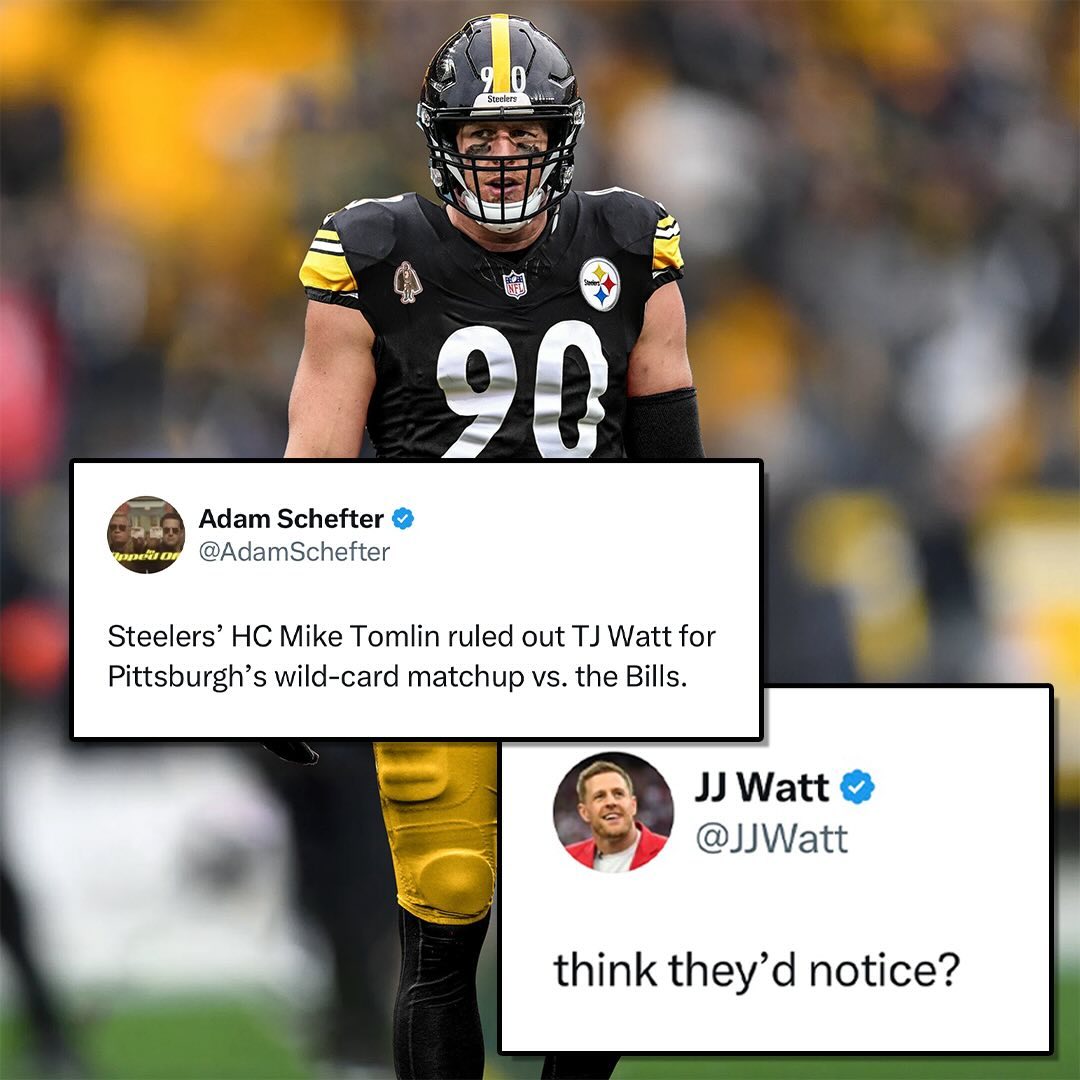 90
Steelers
NFL
Steelers
90
Adam Schefter
@AdamSchefter
Steelers’ HC Mike Tomlin ruled out TJ Watt for
Pittsburgh’s wild-card matchup vs. the Bills.
JJ Watt
@JJWatt
think they’d notice?